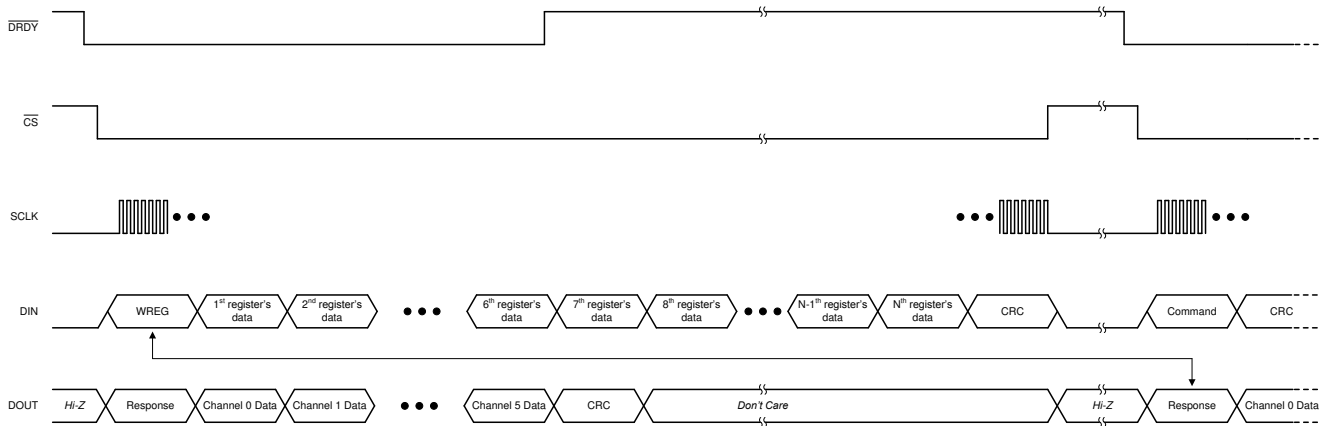 DRDY
CS
SCLK
DIN
WREG
1st register's
data
2nd register's
data
6th register's
data
7th register's
data
8th register's
data
N-1th register's
data
Nth register's
data
CRC
Command
CRC
DOUT
Hi-Z
Response
Channel 0 Data
Channel 1 Data
Channel 5 Data
CRC
Don't Care
Hi-Z
Response
Channel 0 Data